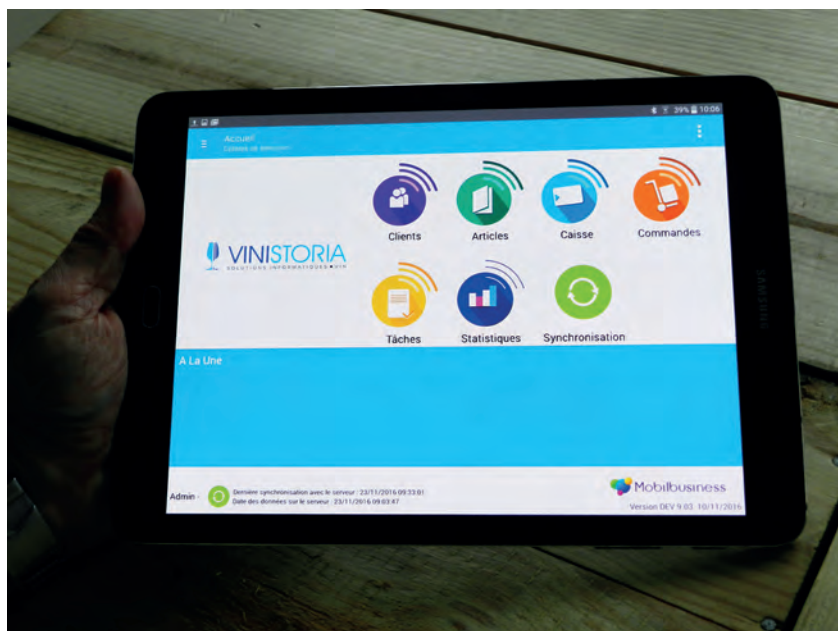 39% 10:06
Accueil
VINISTORIA
SOLUTIONS INFORMATIQUES VIN
Clients
Articles
Caisse
Commandes
Tâches
Statistiques
Synchronisation
A La Une
Admin -
Dernière synchronisation avec le serveur : 23/11/2016 09:33:01
Date des données sur le serveur : 23/11/2016 09:03:47
Mobilbusiness
Version DEV 9.03 10/11/2016
SAMSUNG